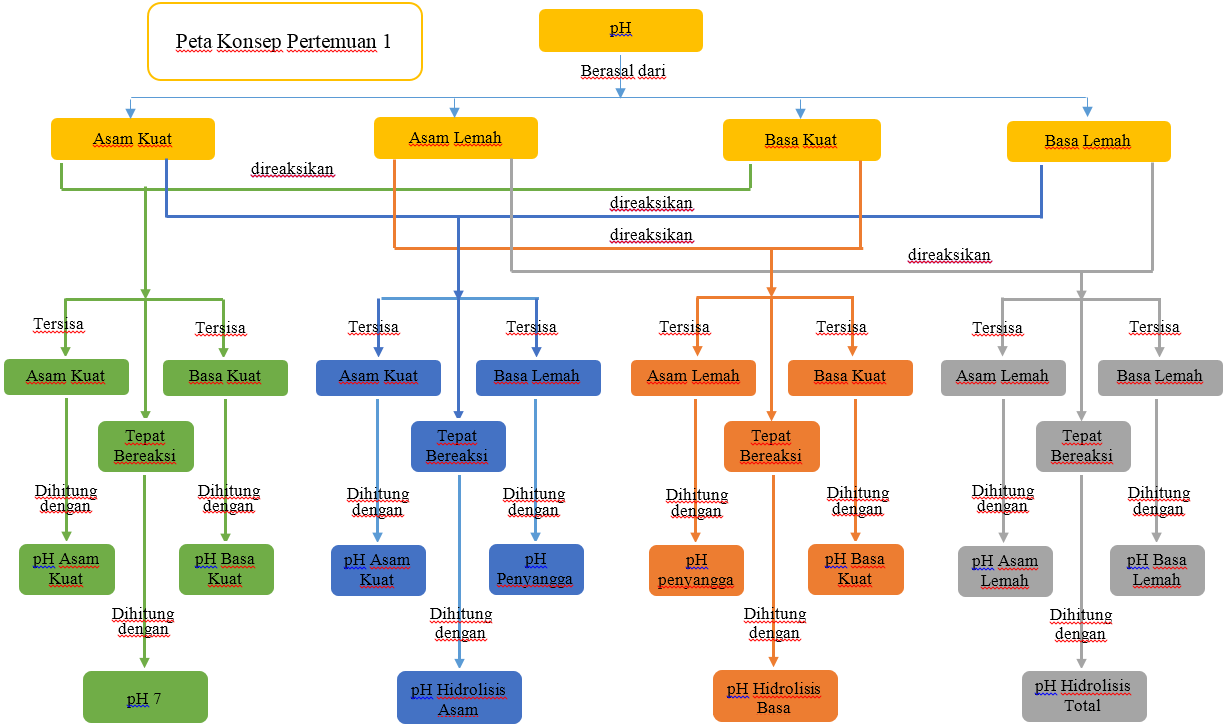 Peta Konsep Pertemuan 1
pH
Berasal dari
Asam Kuat
Asam Lemah
Basa Kuat
Basa Lemah
direaksikan
direaksikan
direaksikan
direaksikan
Tersisa
Tersisa
Tersisa
Tersisa
Tersisa
Tersisa
Tersisa
Tersisa
Asam Kuat
Basa Kuat
Asam Kuat
Basa Lemah
Asam Lemah
Basa Kuat
Asam Lemah
Basa Lemah
Tepat
Bereaksi
Tepat
Bereaksi
Tepat
Bereaksi
Tepat
Bereaksi
Dihitung
dengan
Dihitung
dengan
Dihitung
dengan
Dihitung
dengan
Dihitung
dengan
Dihitung
dengan
Dihitung
dengan
Dihitung
dengan
pH Asam
Kuat
pH Basa
Kuat
pH Asam
Kuat
pH
Penyangga
pH
penyangga
pH Basa
Kuat
pH Asam
Lemah
pH Basa
Lemah
Dihitung
dengan
Dihitung
dengan
Dihitung
dengan
Dihitung
dengan
pH 7
pH Hidrolisis
Asam
pH Hidrolisis
Basa
pH Hidrolisis
Total